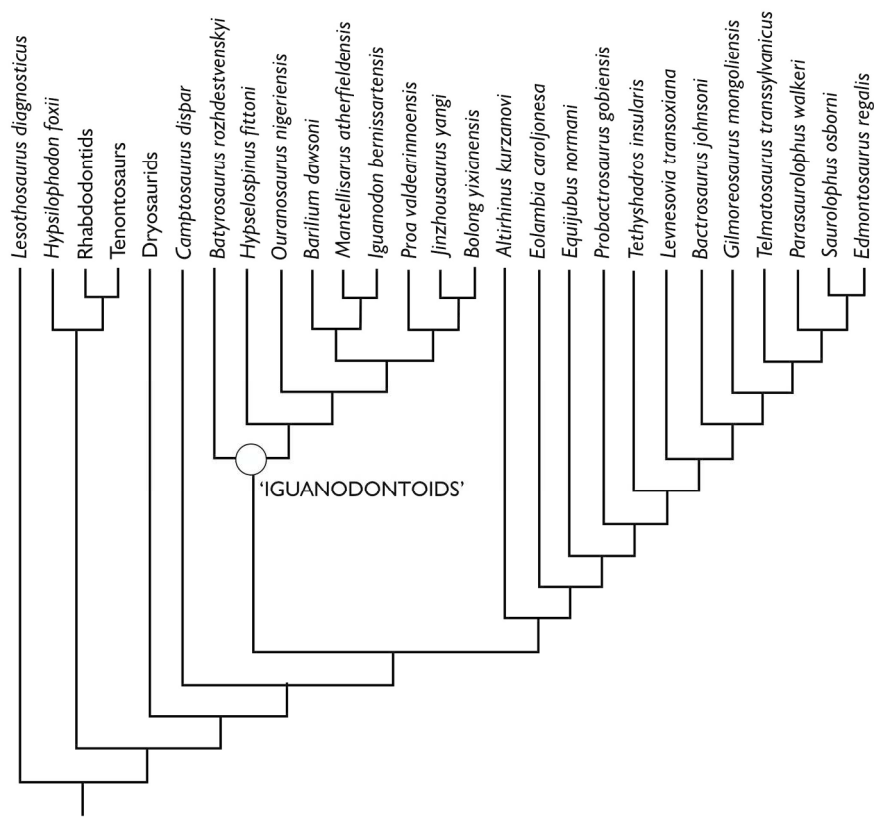 Lesothosaurus diagnosticus
Hypsilophodon foxii
Rhabdodontids
Tenontosaurs
Dryosaurids
Camptosaurus dispar
Batyrosaurus rozhdestvenskyi
Hypselospinus fittoni
Ouranosaurus nigeriensis
Barilium dawsoni
Mantellisarus atherfieldensis
Iguanodon bernissartensis
Proa valdearinnoensis
Jinzhousaurus yangi
Bolong yixianensis
Altirhinus kurzanovi
Eolambia caroljonesa
Equijubus normani
Probactrosaurus gobiensis
Tethyshadros insularis
Levnesovia transoxiana
Bactrosaurus johnsoni
Gilmoreosaurus mongoliensis
Telmatosaurus transsylvanicus
Parasaurolophus walkeri
Saurolophus osborni
Edmontosaurus regalis
'IGUANODONTOIDS'